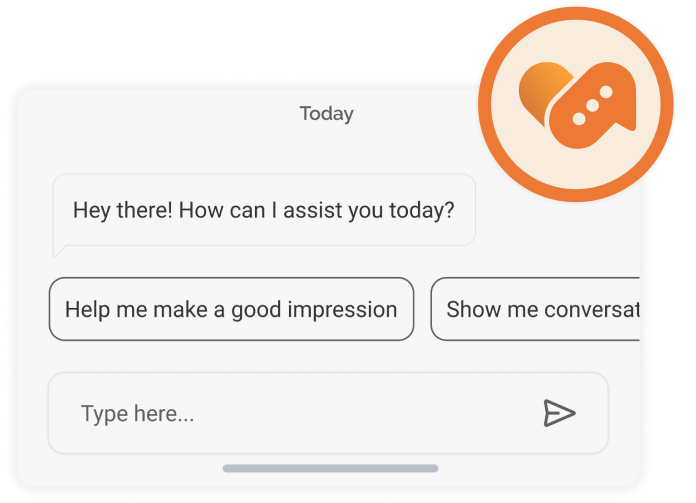 Today
Hey there! How can I assist you today?
Help me make a good impression
Show me conversat
Type here...